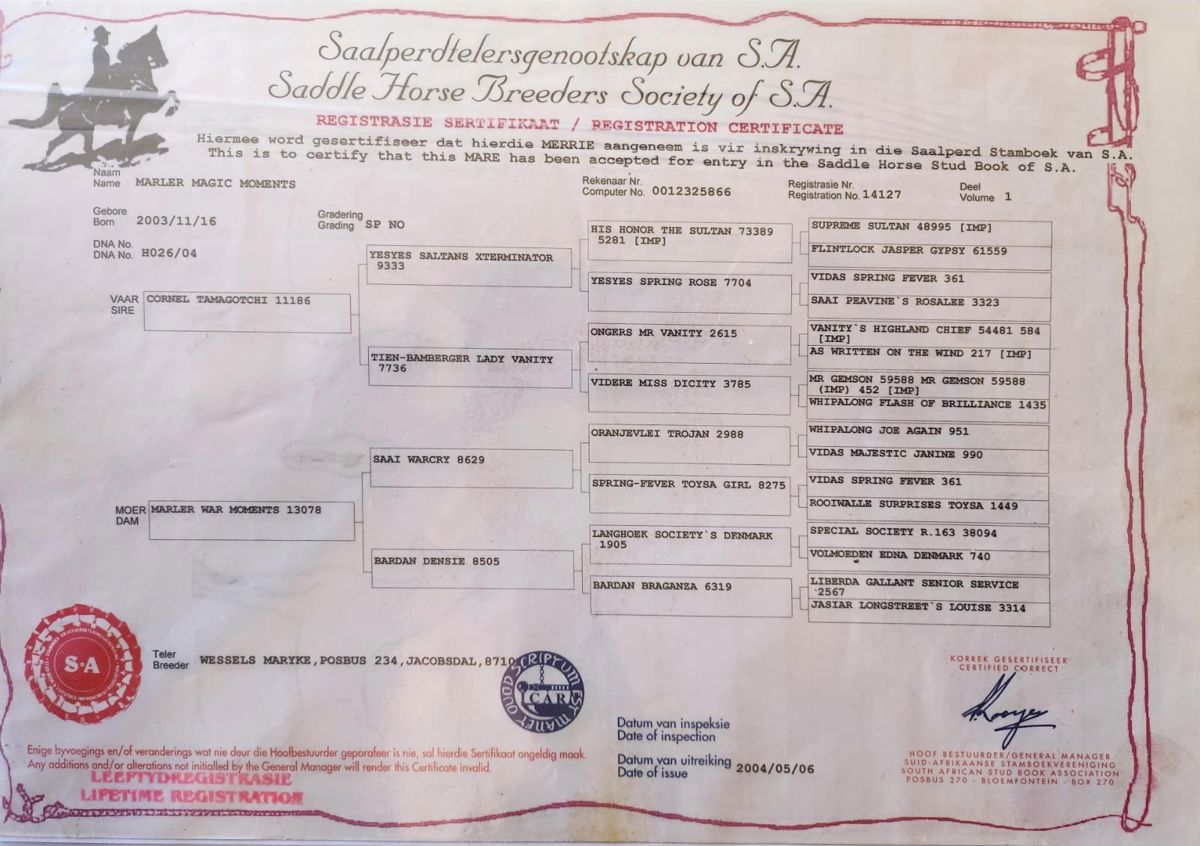 Saalperdtelersgenootskap van S.A.
Saddle Horse Breeders Society of S.A.
REGISTRASIE SERTIFIKAAT / REGISTRATION CERTIFICATE
Hiermee word gesertifiseer dat hierdie MERRIE aangeneem is vir inskrywing in die Saalperd Stamboek van S.A.
This is to certify that this MARE has been accepted for entry in the Saddle Horse Stud Book of S.A.
Naam
Name MARLER MAGIC MOMENTS
Rekenaar Nr.
Computer No. 0012325866
Registrasie Nr.
Registration No. 14127
Deel
Volume 1
Gebore
Born 2003/11/16
Gradering
Grading SP NO
DNA No.
DNA No. H026/04
VAAR
SIRE
CORNEL TAMAGOTCHI 11186
YESYES SALTANS XTERMINATOR
9333
TIEN-BAMBERGER LADY VANITY
7736
HIS HONOR THE SULTAN 73389
5281 [IMP]
YESYES SPRING ROSE 7704
ONGERS MR VANITY 2615
VIDERE MISS DICITY 3785
SUPREME SULTAN 48995 [IMP]
FLINTLOCK JASPER GYPSY 61559
VIDAS SPRING FEVER 361
SAAI PEAVINE`S ROSALEE 3323
VANITY`S HIGHLAND CHIEF 54481 584
[IMP]
AS WRITTEN ON THE WIND 217 [IMP]
MR GEMSON 59588 MR GEMSON 59588
(IMP) 452 [IMP]
WHIPALONG FLASH OF BRILLIANCE 1435
MOER
DAM
MARLER WAR MOMENTS 13078
SAAI WARCRY 8629
BARDAN DENSIE 8505
ORANJEVLEI TROJAN 2988
SPRING-FEVER TOYSA GIRL 8275
LANGHOEK SOCIETY`S DENMARK
1905
BARDAN BRAGANZA 6319
WHIPALONG JOE AGAIN 951
VIDAS MAJESTIC JANINE 990
VIDAS SPRING FEVER 361
ROOIWALLE SURPRISES TOYSA 1449
SPECIAL SOCIETY R.163 38094
VOLMOEDEN EDNA DENMARK 740
LIBERDA GALLANT SENIOR SERVICE
2567
JASIAR LONGSTREET`S LOUISE 3314
S·A
Teler
Breeder WESSELS MARYKE,POSBUS 234,JACOBSDAL,8710
QUOD SCRIPTUM EST MANET
CAR
KORREK GESERTIFISEER
CERTIFIED CORRECT
Datum van inspeksie
Date of inspection
Datum van uitreiking
Date of issue 2004/05/06
HOOF BESTUURDER/GENERAL MANAGER
SUID-AFRIKAANSE STAMBOEKVERENIGING
SOUTH AFRICAN STUD BOOK ASSOCIATION
POSBUS 270 · BLOEMFONTEIN · BOX 270
Enige byvoegings en/of veranderings wat nie deur die Hoofbestuurder geparafeer is nie, sal hierdie Sertifikaat ongeldig maak.
Any additions and/or alterations not initialled by the General Manager will render this Certificate invalid.
LEEFTYDREGISTRASIE
LIFETIME REGISTRATION